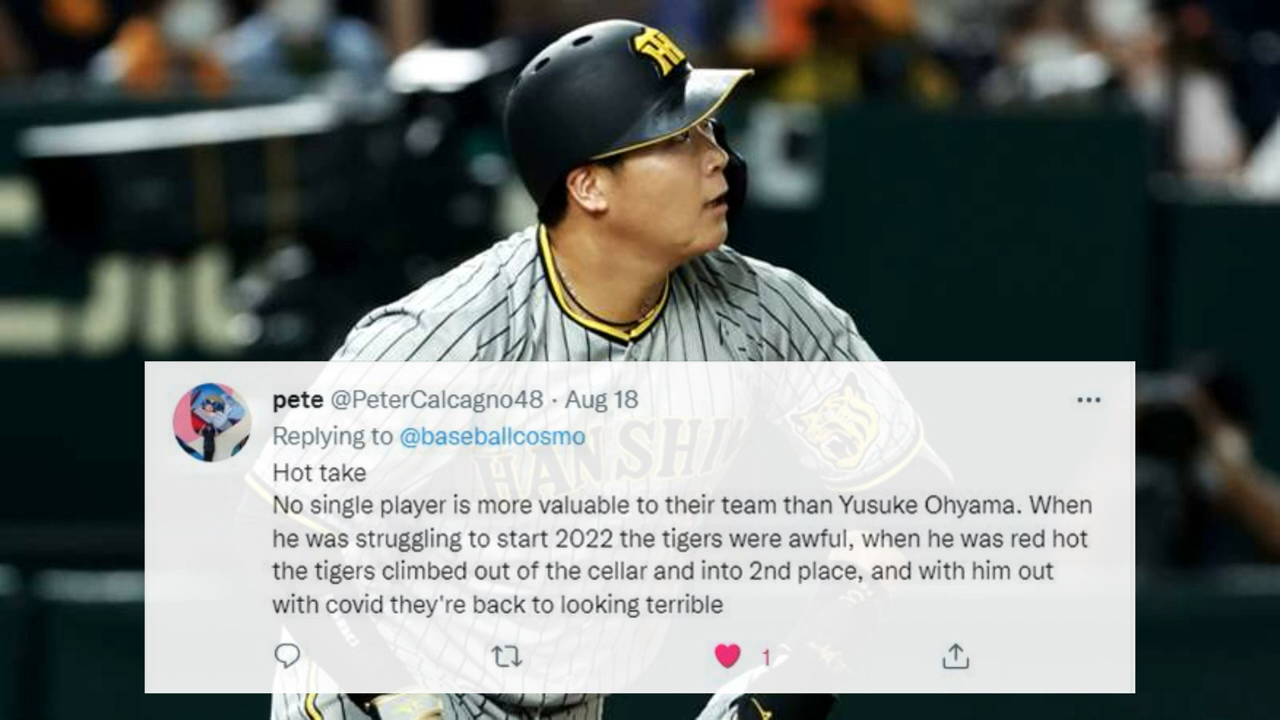 pete @PeterCalcagno48 · Aug 18
Replying to @baseballcosmo
Hot take
No single player is more valuable to their team than Yusuke Ohyama. When
he was struggling to start 2022 the tigers were awful, when he was red hot
the tigers climbed out of the cellar and into 2nd place, and with him out
with covid they're back to looking terrible
1
HANSHIN